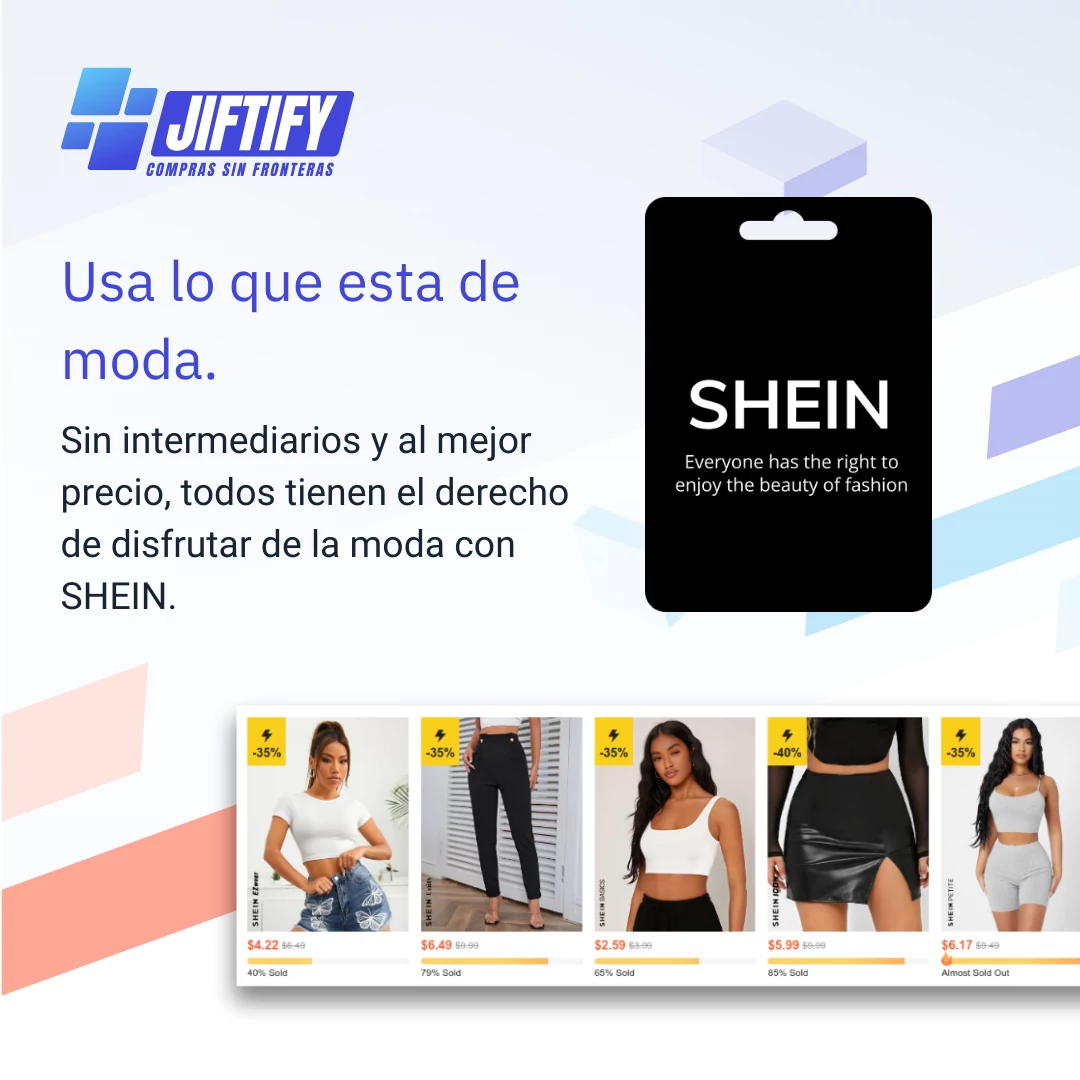 JIFTIFY
COMPRAS SIN FRONTERAS
Usa lo que esta de
moda.
Sin intermediarios y al mejor
precio, todos tienen el derecho
de disfrutar de la moda con
SHEIN.
SHEIN
Everyone has the right to
enjoy the beauty of fashion
-35%
-35%
-35%
-40%
-35%
SHEIN EZwear
SHEIN
SHEIN BASICS
SHEIN ICON
SHEIN PETITE
$4.22 $6.49
$6.49 $9.99
$2.59 $3.99
$5.99 $9.99
$6.17 $9.49
40% Sold
79% Sold
65% Sold
85% Sold
Almost Sold Out